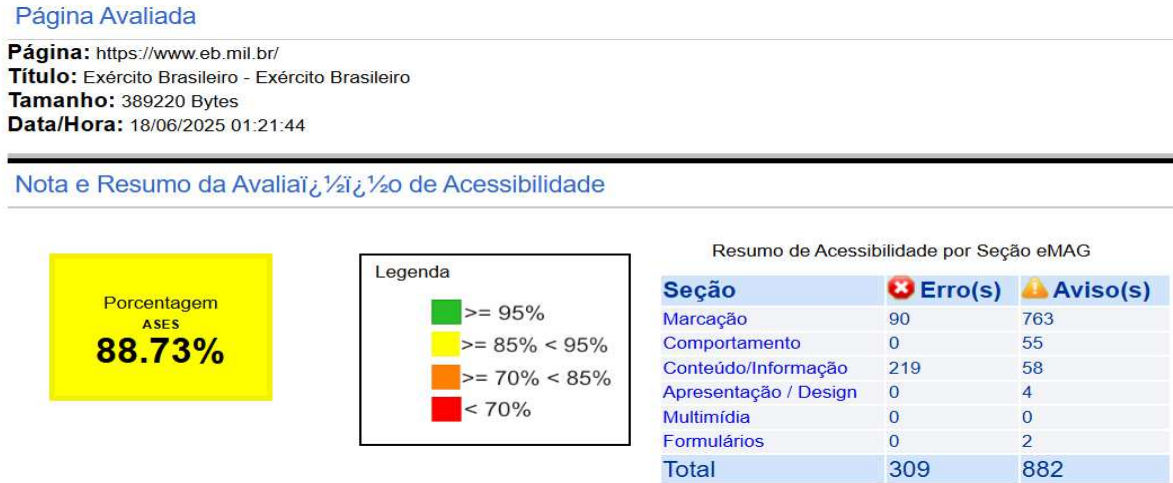 Página Avaliada
Página: https://www.eb.mil.br/
Título: Exército Brasileiro - Exército Brasileiro
Tamanho: 389220 Bytes
Data/Hora: 18/06/2025 01:21:44
Nota e Resumo da Avaliaï¿½ï¿½o de Acessibilidade
Porcentagem
ASES
88.73%
Legenda
>= 95%
>= 85% < 95%
>= 70% < 85%
< 70%
Resumo de Acessibilidade por Seção eMAG
Seção Erro(s) Aviso(s)
Marcação 90 763
Comportamento 0 55
Conteúdo/Informação 219 58
Apresentação / Design 0 4
Multimídia 0 0
Formulários 0 2
Total 309 882